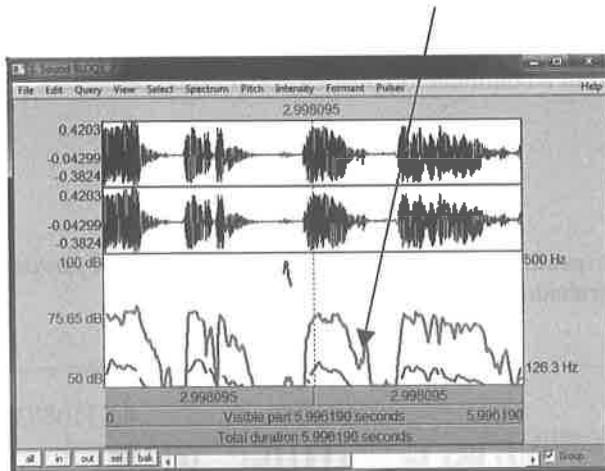 File Edit Query View Select Spectrum Pitch Intensity Formant Pulses Help
2.998095
0.4203
-0.04299
-0.3824
0.4203
-0.04299
-0.3824
100 dB
500 Hz
75.65 dB
126.3 Hz
50 dB
2.998095 2.998095
0 Visible part 5.996190 seconds 5.996190
Total duration 5.996190 seconds
all in out sel bak Group